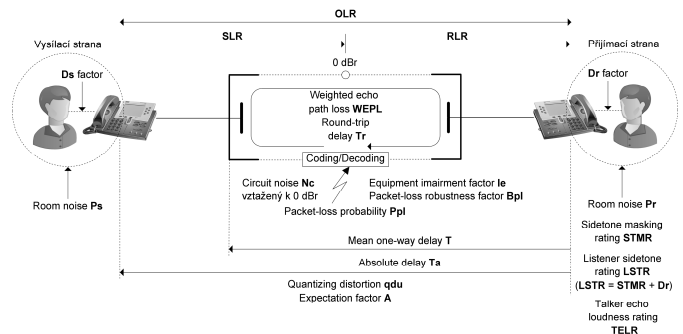 OLR
SLR
RLR
Vysílací strana
0 dBr
Přijímací strana
Ds factor
Dr factor
Weighted echo
path loss WEPL
Round-trip
delay Tr
Coding/Decoding
Circuit noise Nc
vztažený k 0 dBr
Equipment imairment factor Ie
Packet-loss robustness factor Bpl
Packet-loss probability Ppl
Room noise Ps
Room noise Pr
Sidetone masking
rating STMR
Mean one-way delay T
Absolute delay Ta
Listener sidetone
rating LSTR
(LSTR = STMR + Dr)
Quantizing distortion qdu
Expectation factor A
Talker echo
loudness rating
TELR